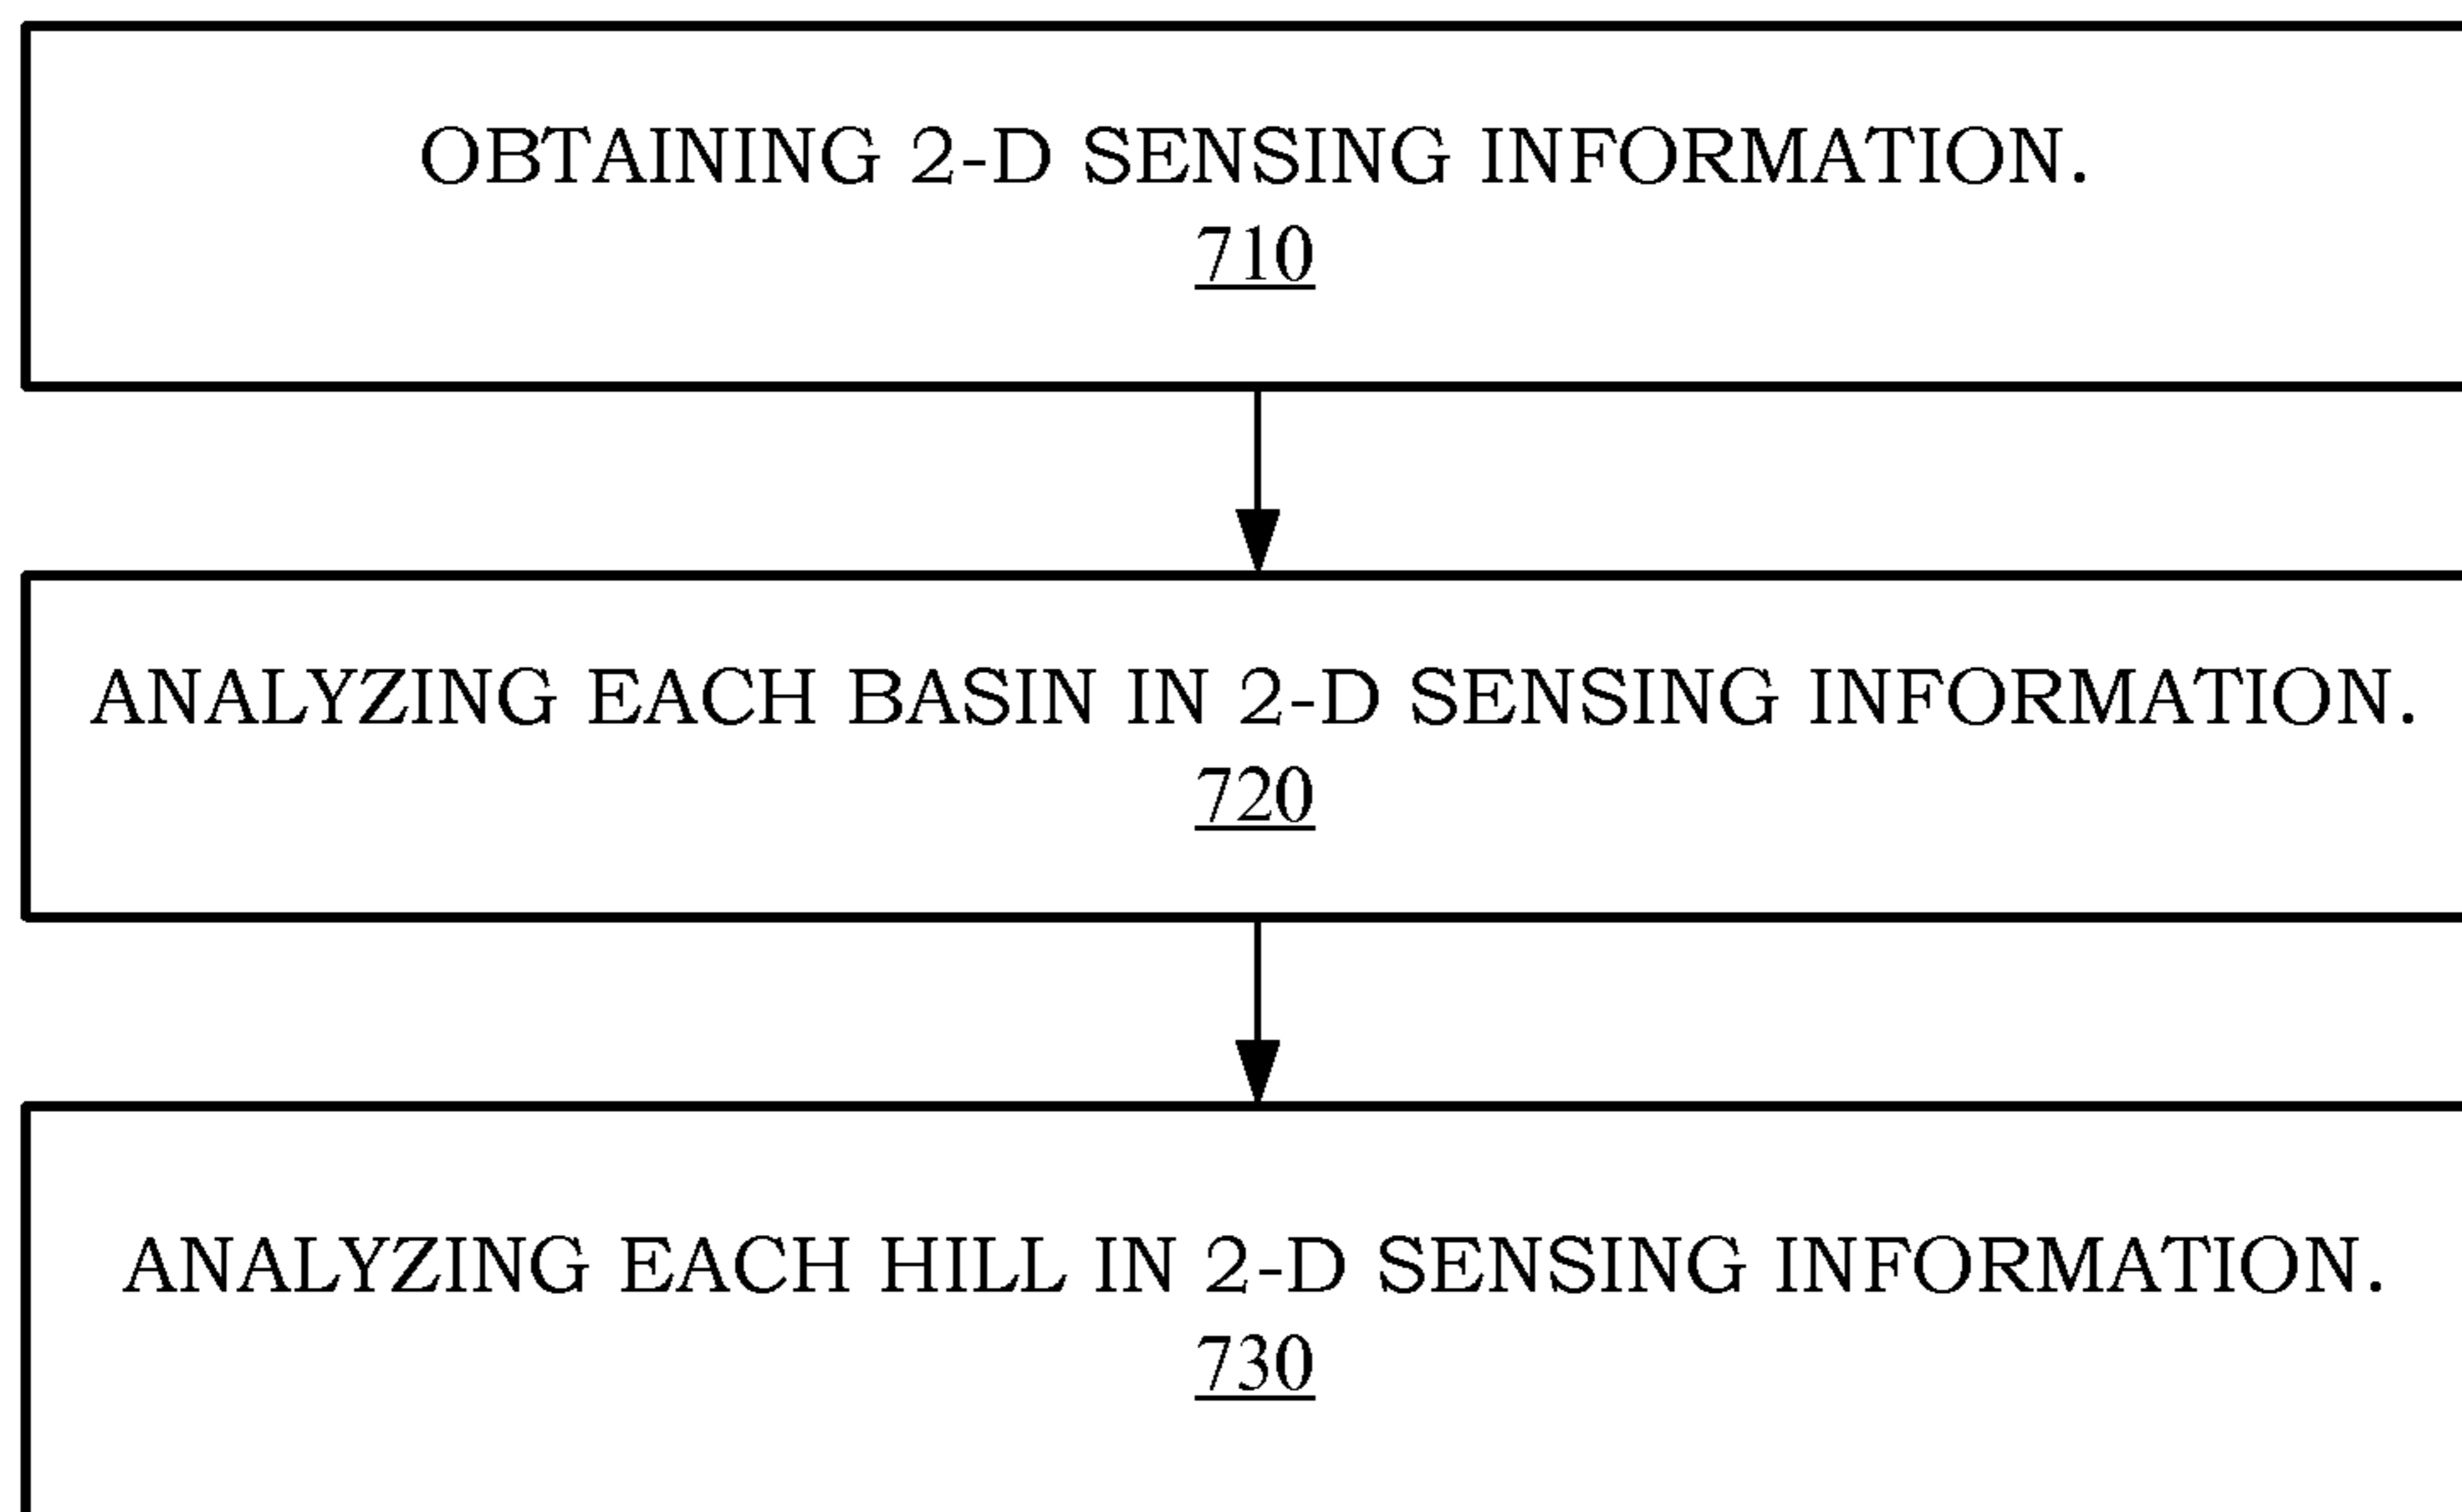 OBTAINING 2-D SENSING INFORMATION.
710
ANALYZING EACH BASIN IN 2-D SENSING INFORMATION.
720
ANALYZING EACH HILL IN 2-D SENSING INFORMATION.
730